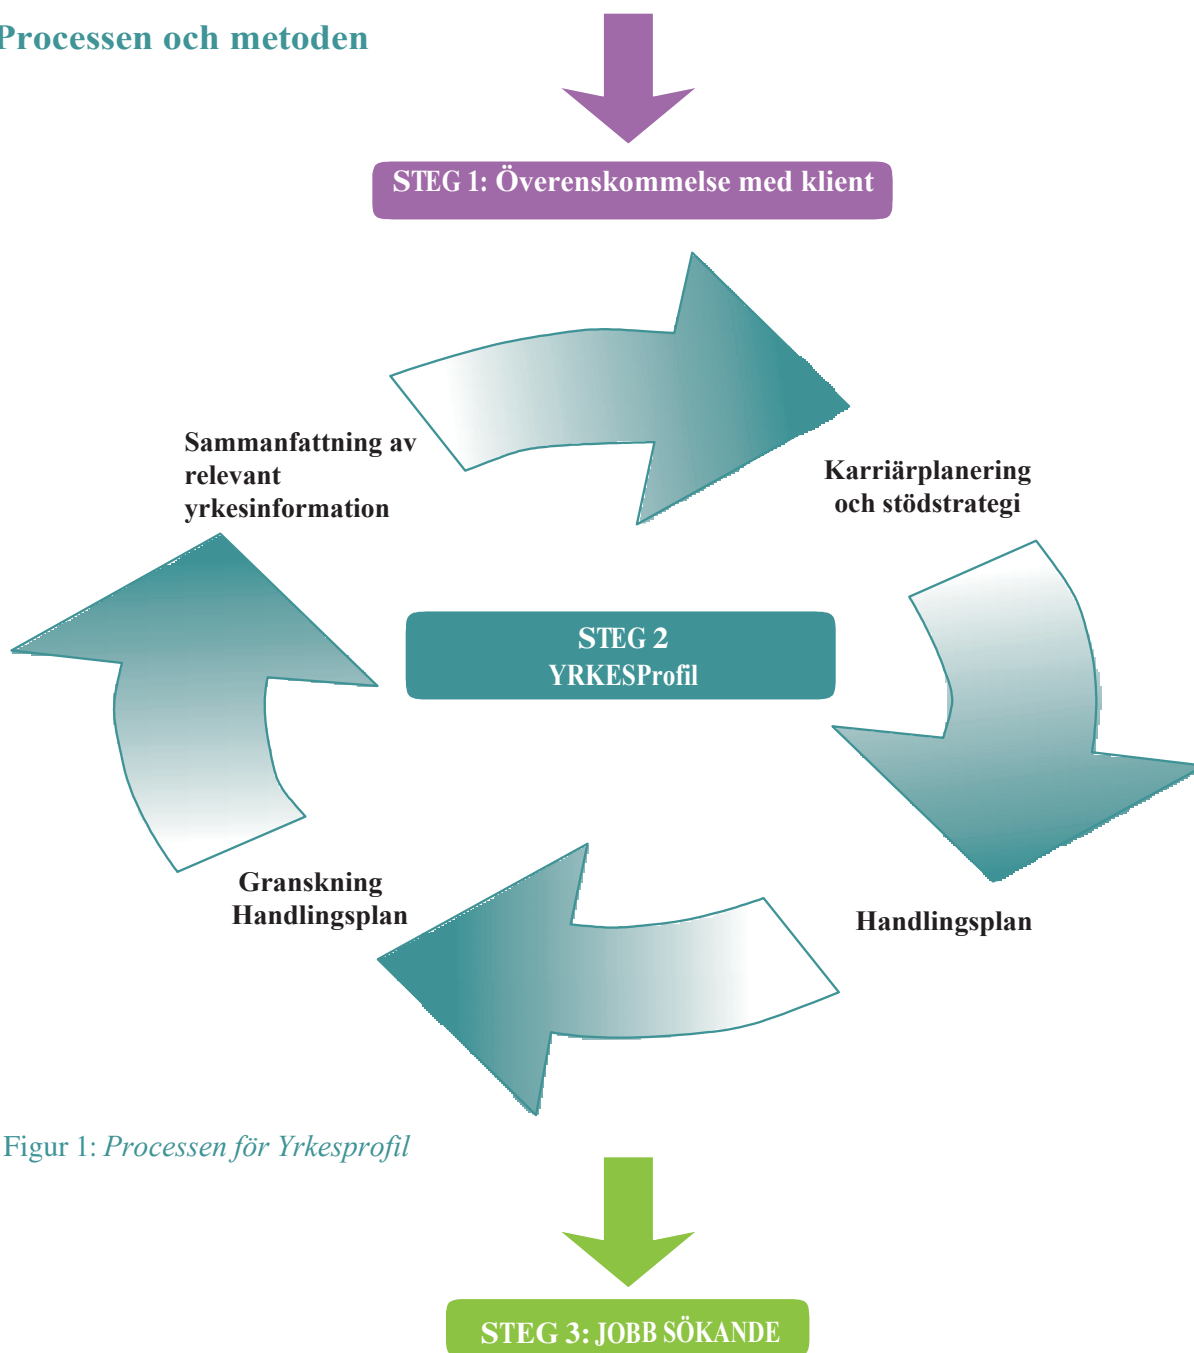 Processen och metoden
STEG 1: Överenskommelse med klient
Sammanfattning av
relevant
yrkesinformation
Karriärplanering
och stödstrategi
STEG 2
YRKESProfil
Granskning
Handlingsplan
Handlingsplan
Figur 1: Processen för Yrkesprofil
STEG 3: JOBB SÖKANDE